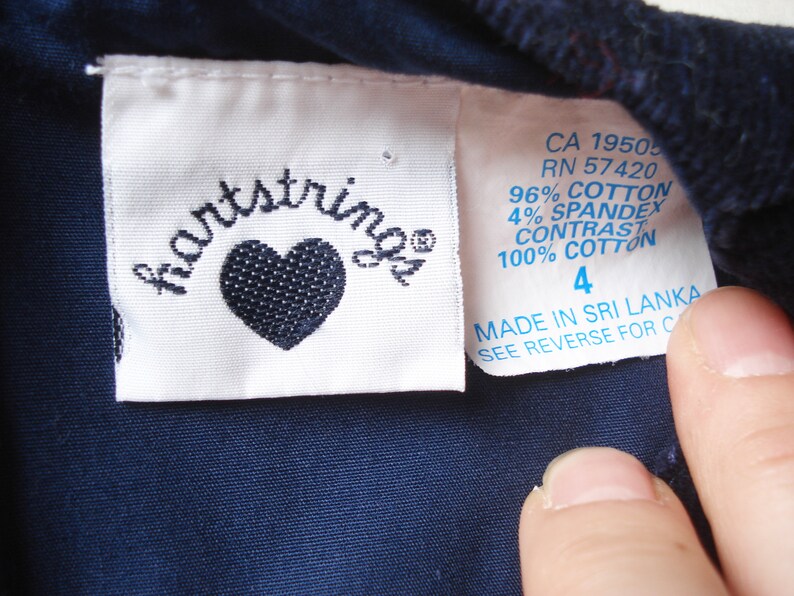 hartstrings®
CA 19505
RN 57420
96% COTTON
4% SPANDEX
CONTRAST:
100% COTTON
4
MADE IN SRI LANKA
SEE REVERSE FOR